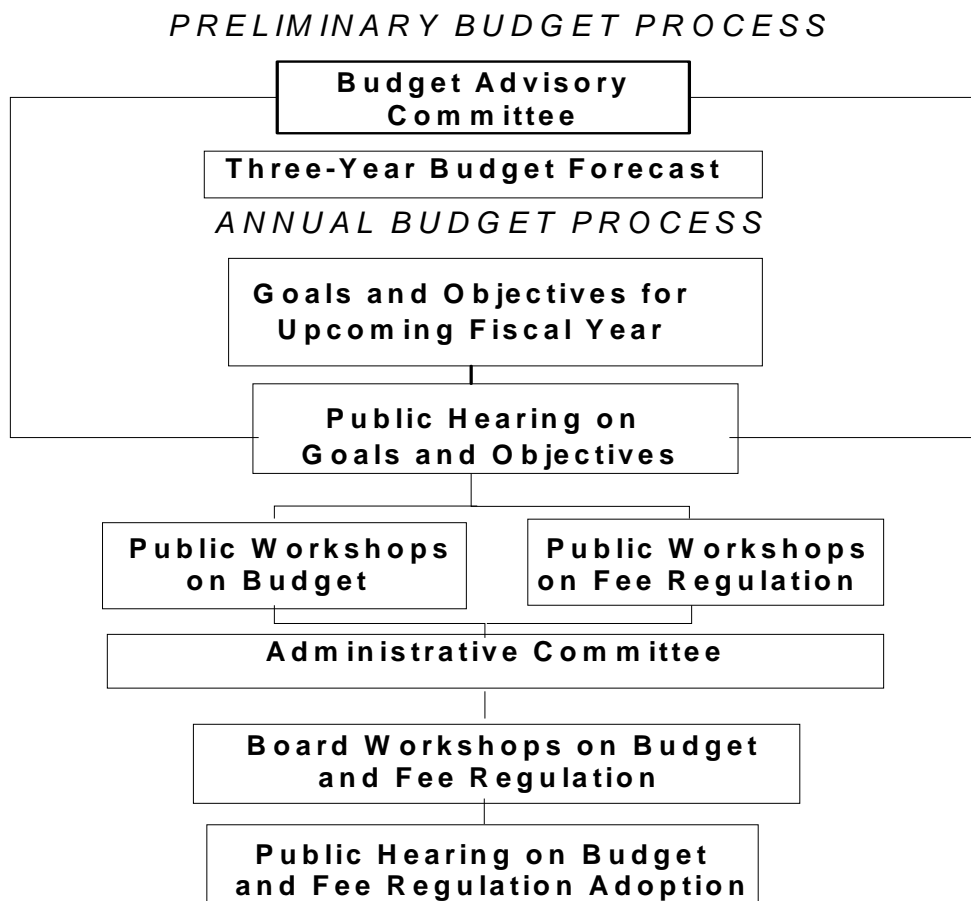 PRELIMINARY BUDGET PROCESS
Budget Advisory
Committee
Three-Year Budget Forecast
ANNUAL BUDGET PROCESS
Goals and Objectives for
Upcoming Fiscal Year
Public Hearing on
Goals and Objectives
Public Workshops
on Budget
Public Workshops
on Fee Regulation
Administrative Committee
Board Workshops on Budget
and Fee Regulation
Public Hearing on Budget
and Fee Regulation Adoption